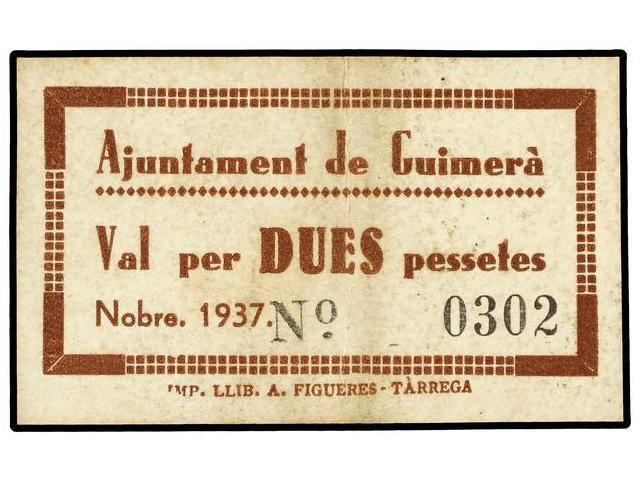 Ajuntament de Guimerà
Val per DUES pessetes
Nobre. 1937. Nº 0302
IMP. LLIB. A. FIGUERES - TÀRREGA